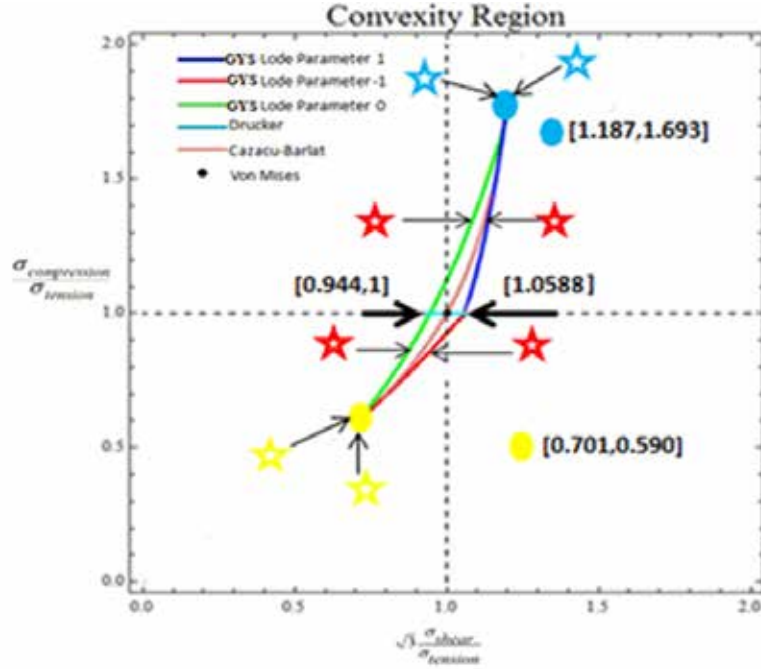 Convexity Region
2.0
GYS Lode Parameter 1
GYS Lode Parameter -1
GYS Lode Parameter 0
Drucker
Cazacu-Barlat
Von Mises
[1.187,1.693]
1.5
σcompression
σtension
[0.944,1]
[1.0588]
1.0
0.5
[0.701,0.590]
0.0
0.0 0.5 1.0 1.5 2.0
√3 σshear
σtension